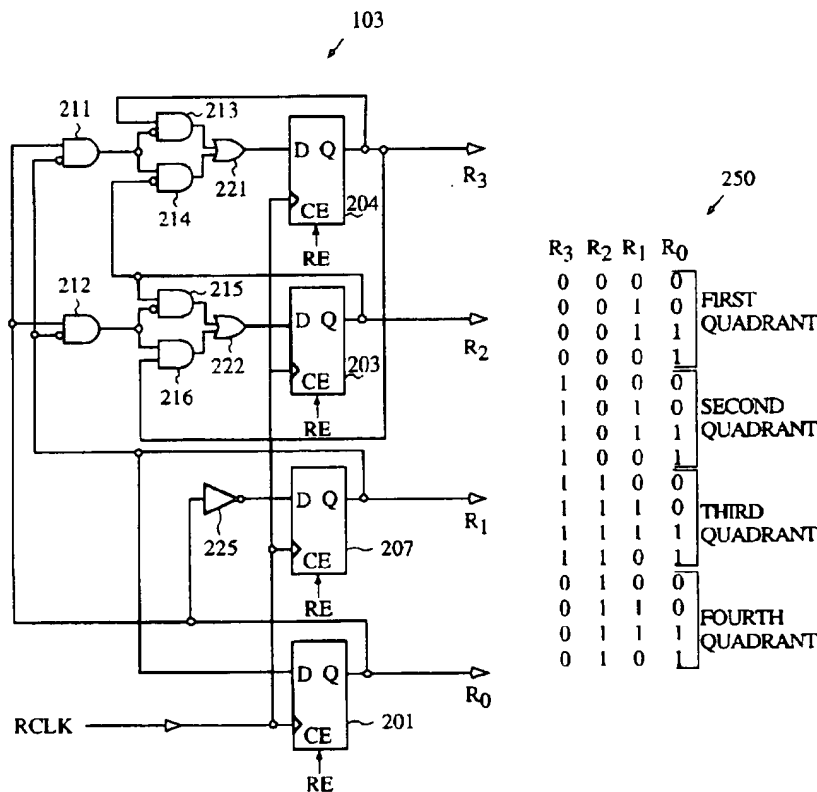 103
213
211
D Q
221
R3
214
CE
204
RE
212
215
D Q
222
R2
216
CE
203
RE
D Q
225
R1
207
CE
RE
D Q
R0
201
RCLK
CE
RE
250
R3 R2 R1 R0
0 0 0 0
0 0 1 0
0 0 1 1
0 0 0 1
FIRST
QUADRANT
1 0 0 0
1 0 1 0
1 0 1 1
1 0 0 1
SECOND
QUADRANT
1 1 0 0
1 1 1 0
1 1 1 1
1 1 0 1
THIRD
QUADRANT
0 1 0 0
0 1 1 0
0 1 1 1
0 1 0 1
FOURTH
QUADRANT